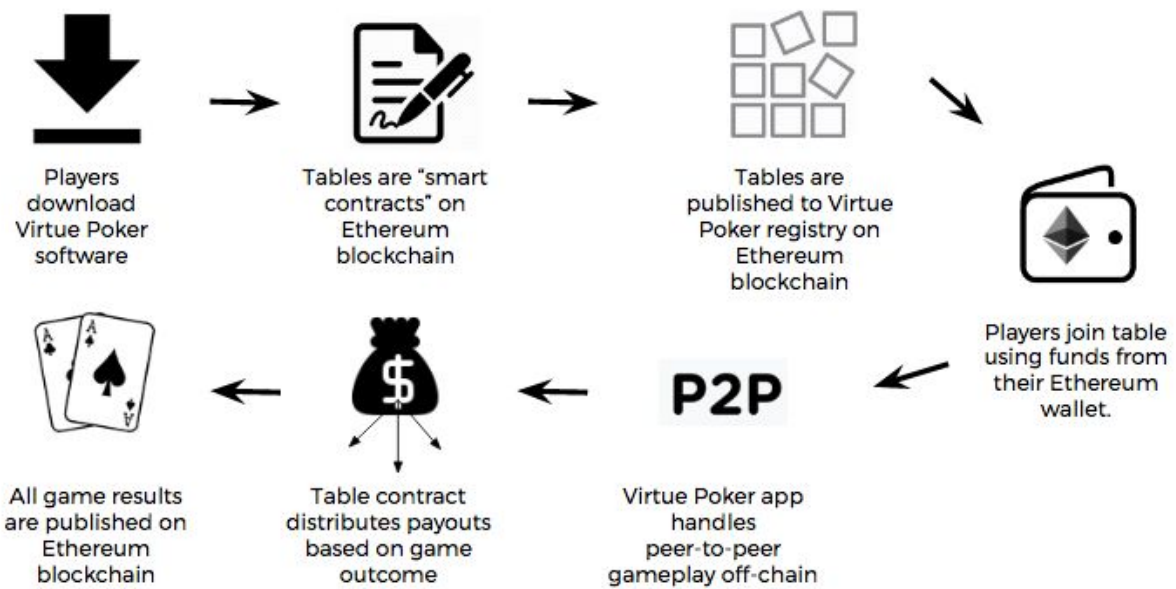 Players
download
Virtue Poker
software
Tables are “smart
contracts” on
Ethereum
blockchain
Tables are
published to Virtue
Poker registry on
Ethereum
blockchain
Players join table
using funds from
their Ethereum
wallet.
P2P
Virtue Poker app
handles
peer-to-peer
gameplay off-chain
$
Table contract
distributes payouts
based on game
outcome
A
A
A
All game results
are published on
Ethereum
blockchain